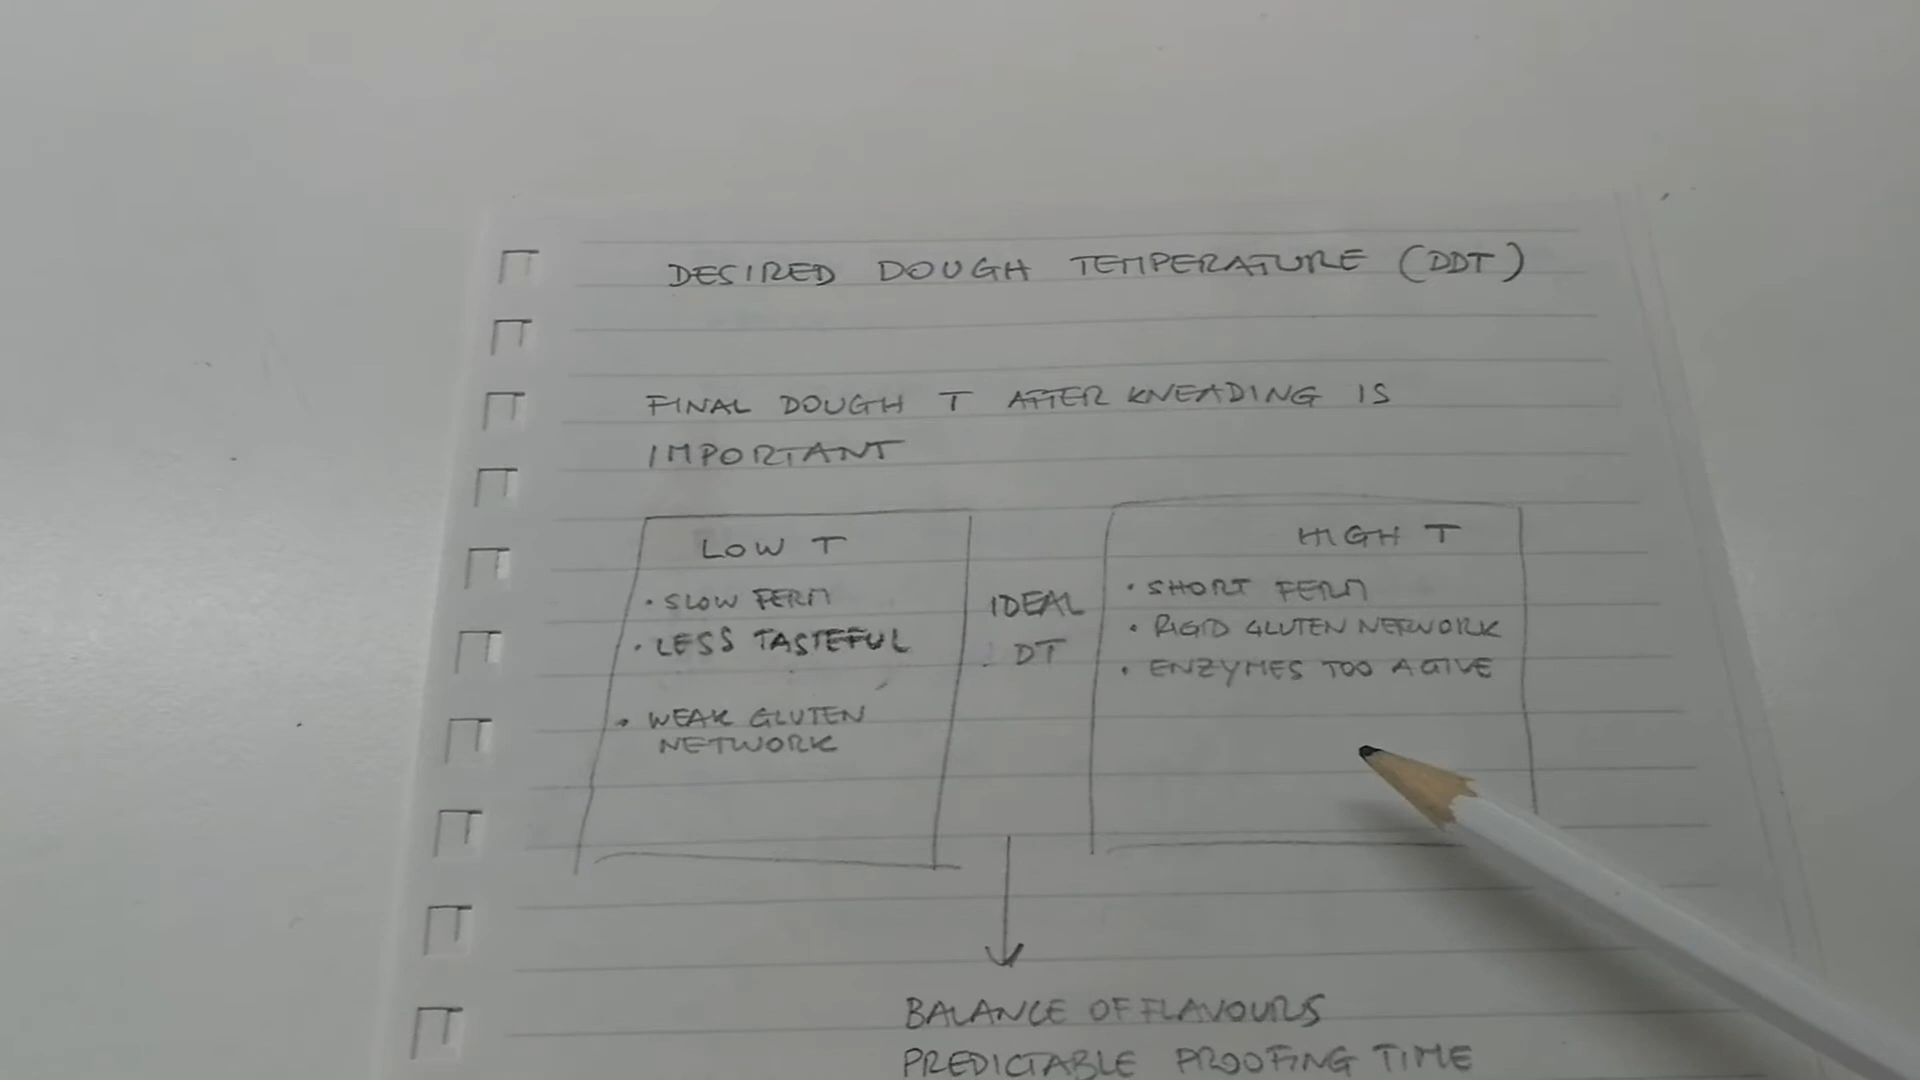 DESIRED DOUGH TEMPERATURE (DDT)
FINAL DOUGH T AFTER KNEADING IS
IMPORTANT
LOW T
• SLOW FERM
• LESS TASTEFUL
• WEAK GLUTEN
NETWORK
IDEAL
DT
HIGH T
• SHORT FERM
• RIGID GLUTEN NETWORK
• ENZYMES TOO ACTIVE
BALANCE OF FLAVOURS
PREDICTABLE PROOFING TIME